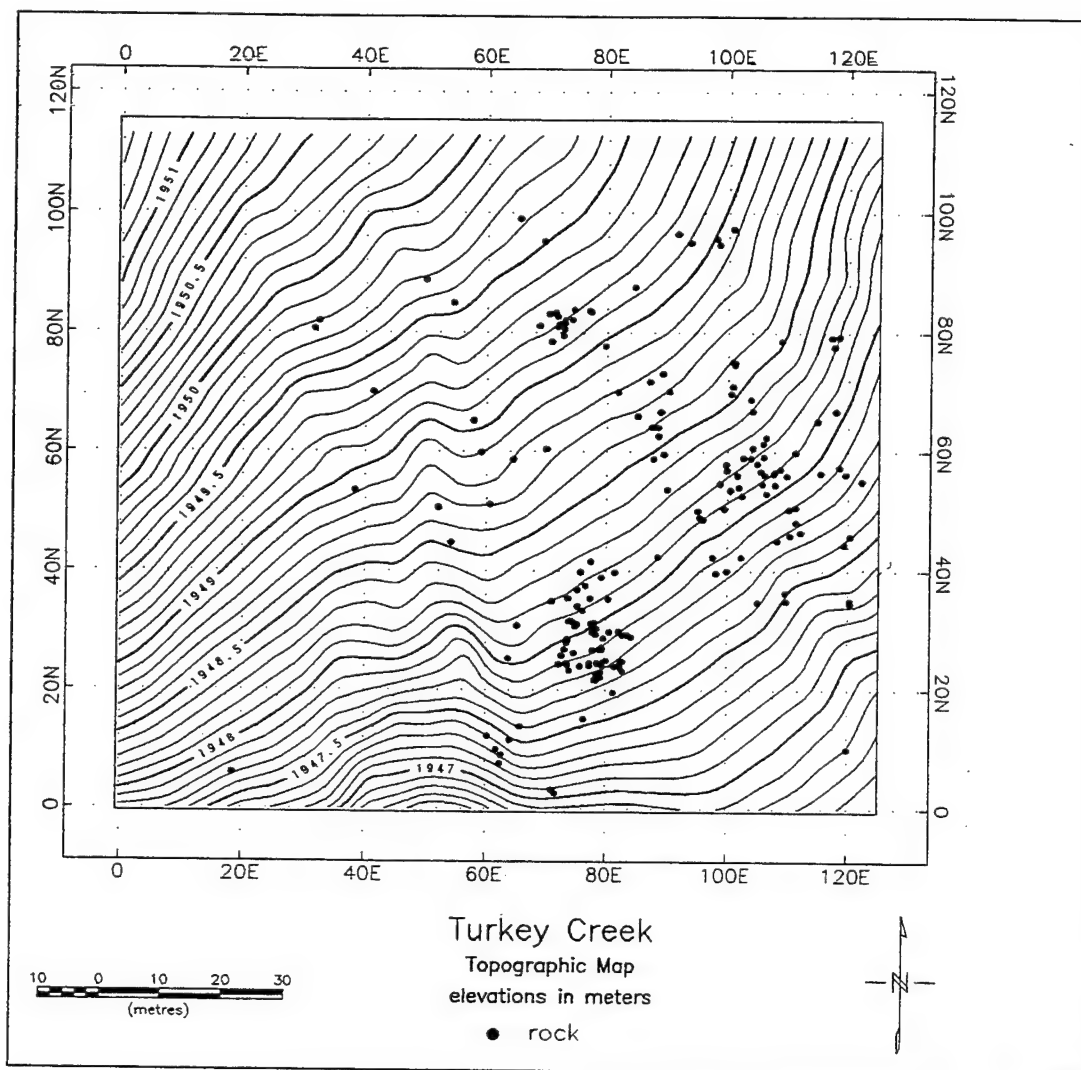 0 20E 40E 60E 80E 100E 120E
120N 120N
100N 100N
80N 80N
60N 60N
40N 40N
20N 20N
0 0
1951
1950.5
1950
1949.5
1949
1948.5
1948
1947.5
1947
0 20E 40E 60E 80E 100E 120E
Turkey Creek
Topographic Map
elevations in meters
rock
10 0 10 20 30
(metres)
N